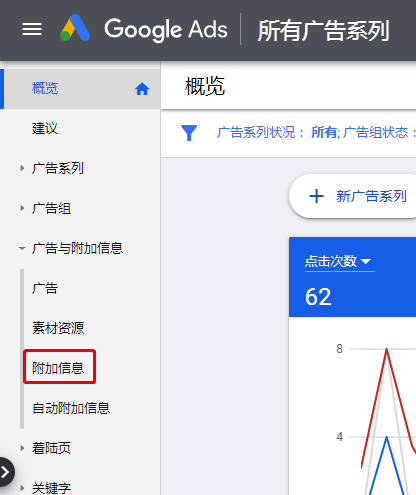 Google Ads
所有广告系列
概览
建议
广告系列
广告组
广告与附加信息
广告
素材资源
附加信息
自动附加信息
着陆页
关键字
概览
广告系列状况： 所有; 广告组状态：
新广告系列
点击次数
62
8
4